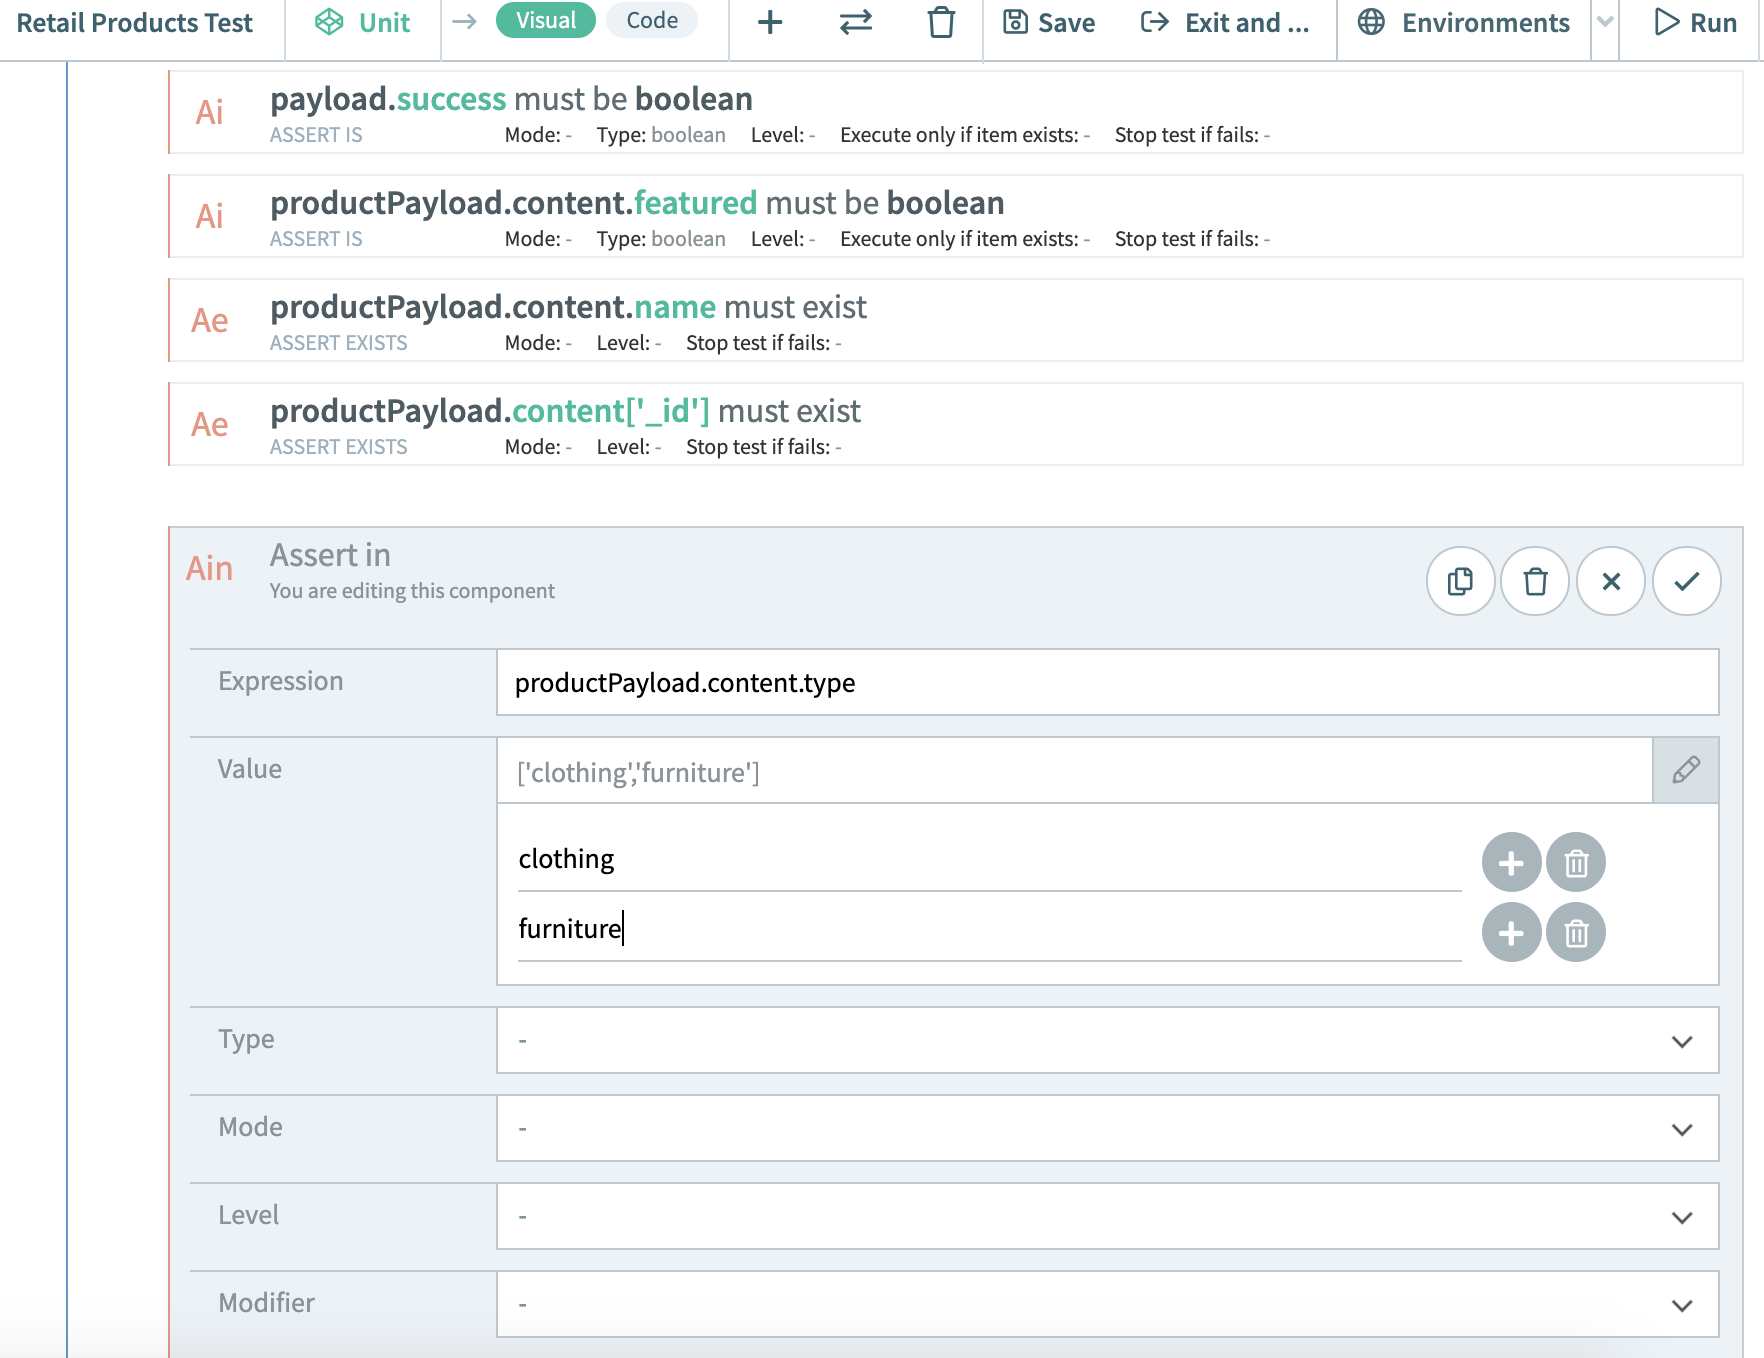 Retail Products Test Unit Visual Code Save Exit and ... Environments Run
Ai payload.success must be boolean
ASSERT IS Mode: - Type: boolean Level: - Execute only if item exists: - Stop test if fails: -
Ai productPayload.content.featured must be boolean
ASSERT IS Mode: - Type: boolean Level: - Execute only if item exists: - Stop test if fails: -
Ae productPayload.content.name must exist
ASSERT EXISTS Mode: - Level: - Stop test if fails: -
Ae productPayload.content['_id'] must exist
ASSERT EXISTS Mode: - Level: - Stop test if fails: -
Ain Assert in
You are editing this component
Expression productPayload.content.type
Value ['clothing','furniture']
clothing
furniture
Type -
Mode -
Level -
Modifier -